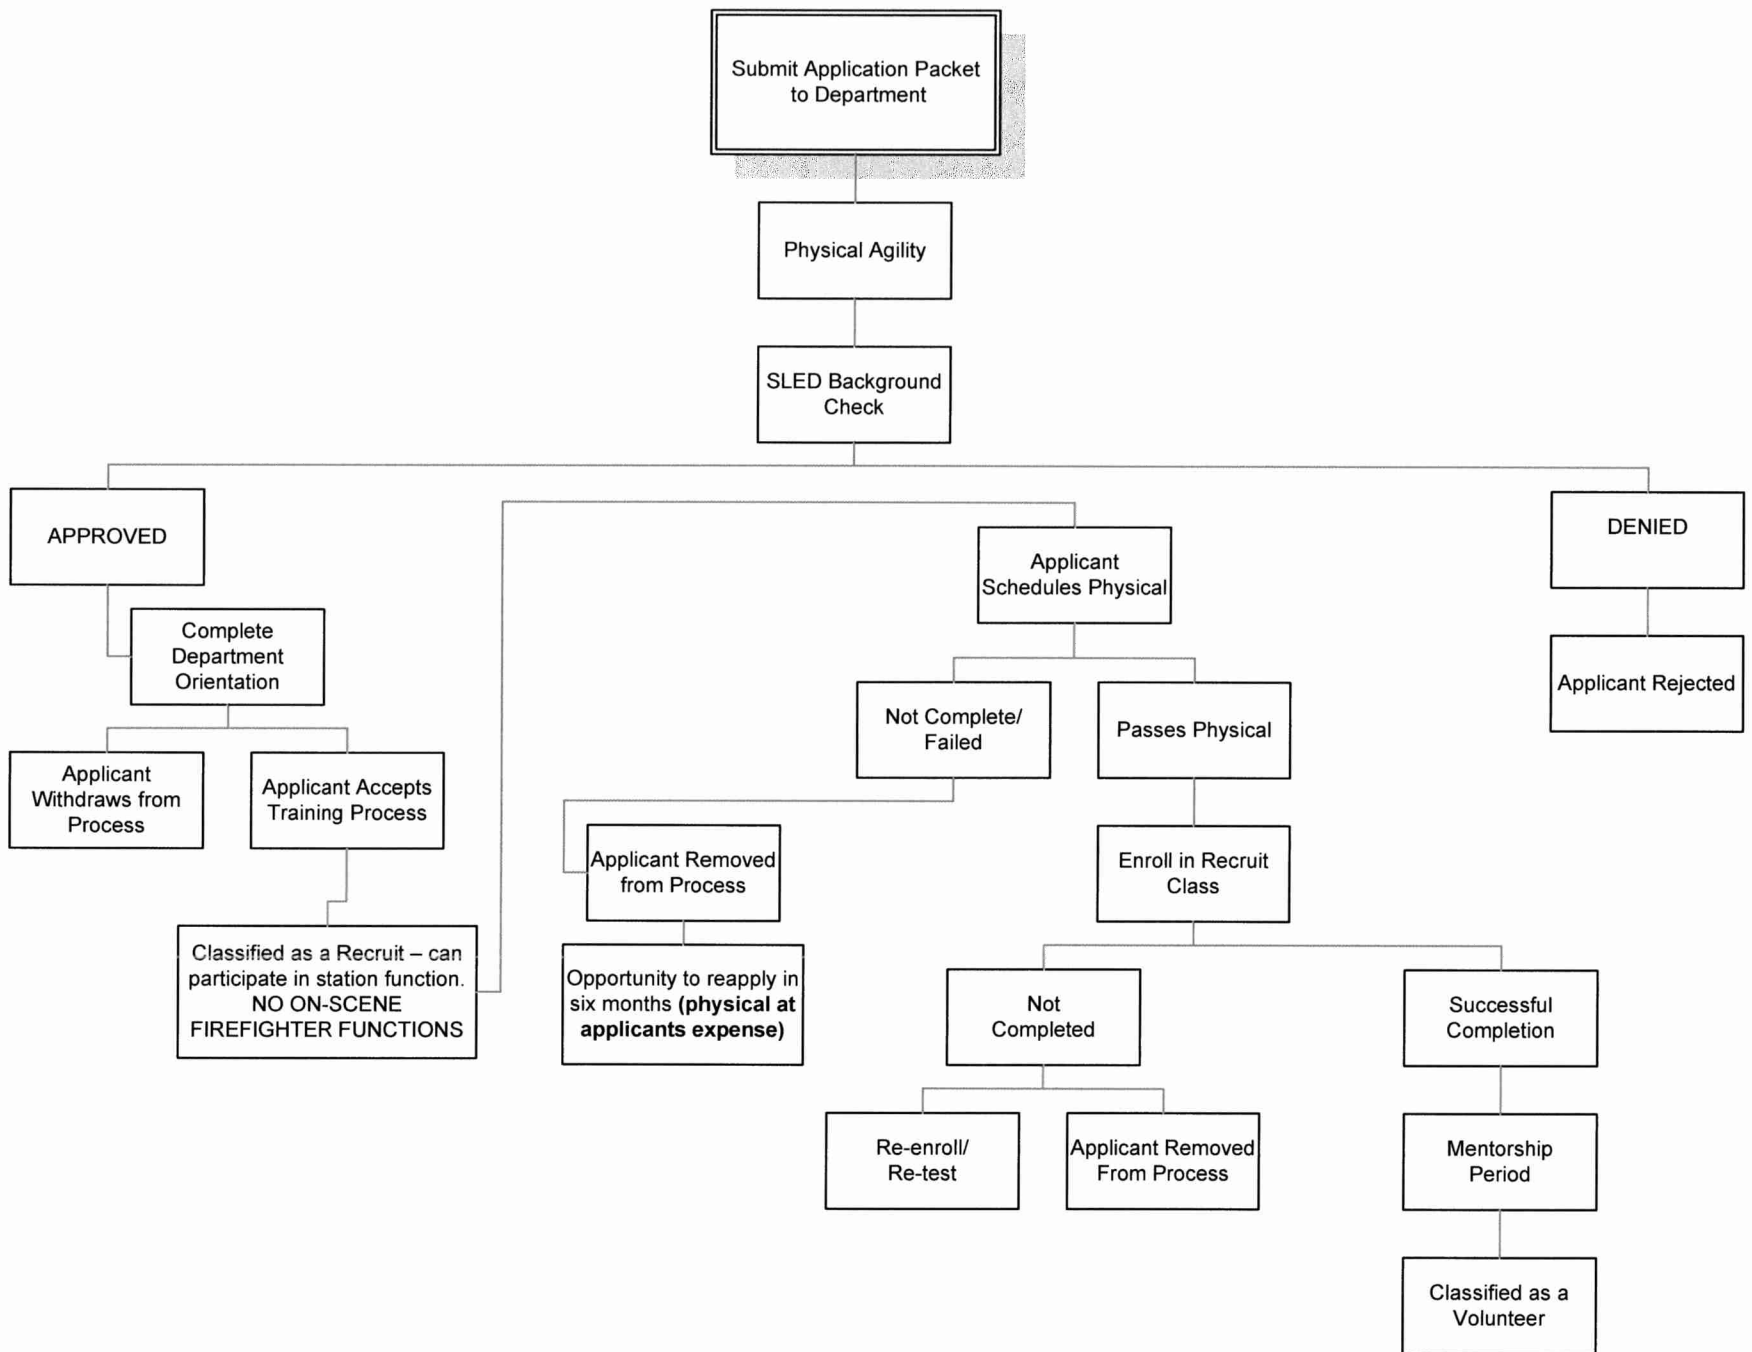 Submit Application Packet
to Department
Physical Agility
SLED Background
Check
APPROVED
DENIED
Complete
Department
Orientation
Applicant
Withdraws from
Process
Applicant Accepts
Training Process
Classified as a Recruit – can
participate in station function.
NO ON-SCENE
FIREFIGHTER FUNCTIONS
Applicant
Schedules Physical
Not Complete/
Failed
Passes Physical
Applicant Removed
from Process
Opportunity to reapply in
six months (physical at
applicants expense)
Enroll in Recruit
Class
Not
Completed
Successful
Completion
Re-enroll/
Re-test
Applicant Removed
From Process
Mentorship
Period
Classified as a
Volunteer
Applicant Rejected